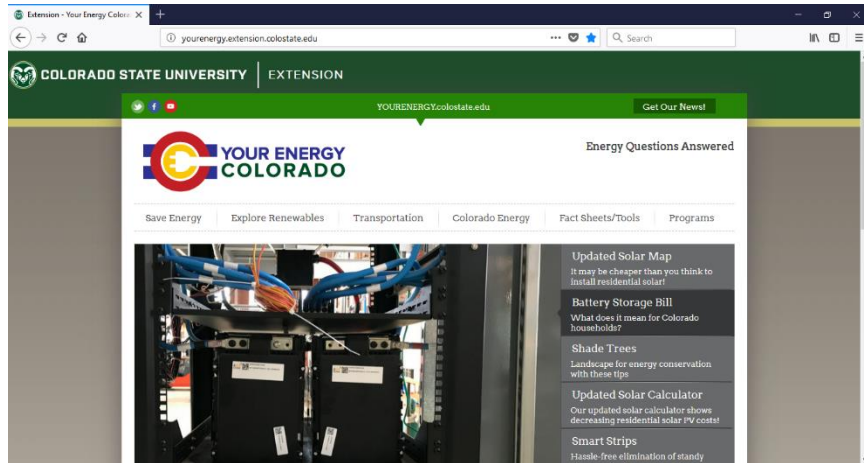 Extension - Your Energy Colora
yourenergy.extension.colostate.edu
Search
COLORADO STATE UNIVERSITY EXTENSION
YOURENERGY.colostate.edu
Get Our News!
YOUR ENERGY
COLORADO
Energy Questions Answered
Save Energy Explore Renewables Transportation Colorado Energy Fact Sheets/Tools Programs
Updated Solar Map
It may be cheaper than you think to
install residential solar!
Battery Storage Bill
What does it mean for Colorado
households?
Shade Trees
Landscape for energy conservation
with these tips
Updated Solar Calculator
Our updated solar calculator shows
decreasing residential solar PV costs!
Smart Strips
Hassle-free elimination of standy